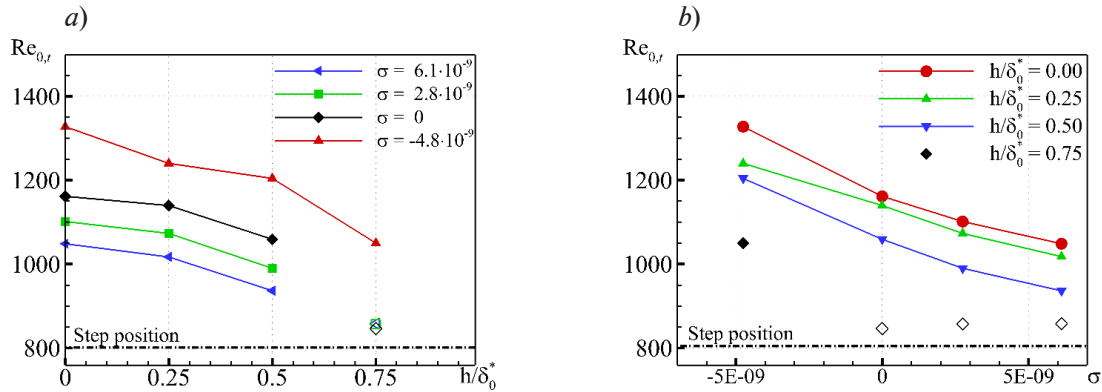 a)
Re0,t
σ = 6.1·10-9
σ = 2.8·10-9
σ = 0
σ = -4.8·10-9
1400
1200
1000
800
Step position
0 0.25 0.5 0.75 h/δ0*
b)
Re0,t
h/δ0* = 0.00
h/δ0* = 0.25
h/δ0* = 0.50
h/δ0* = 0.75
1400
1200
1000
800
Step position
-5E-09 0 5E-09 σ